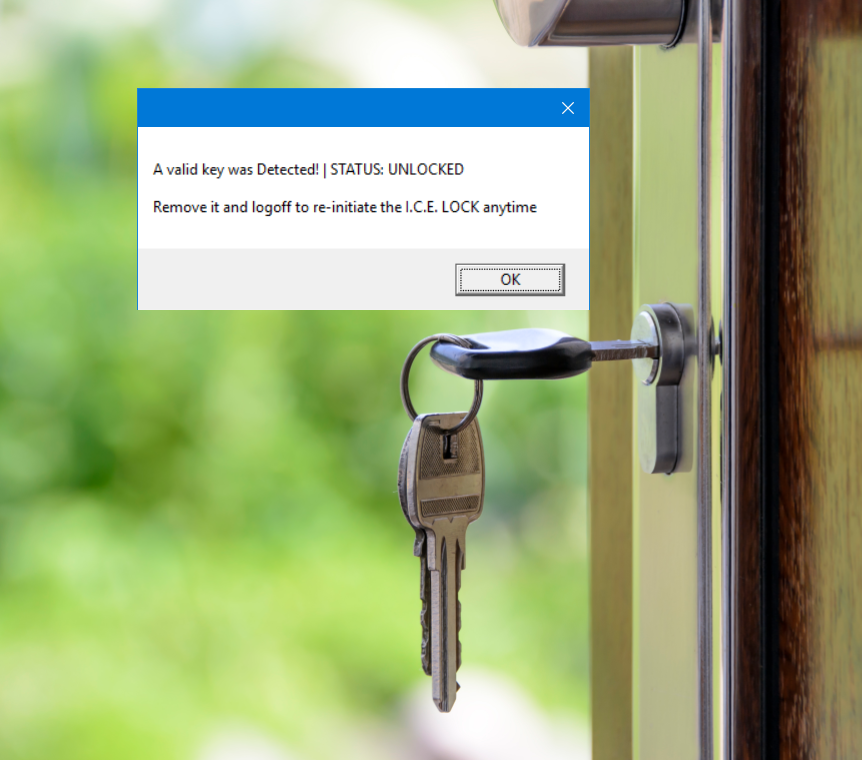 A valid key was Detected! | STATUS: UNLOCKED
Remove it and logoff to re-initiate the I.C.E. LOCK anytime
OK